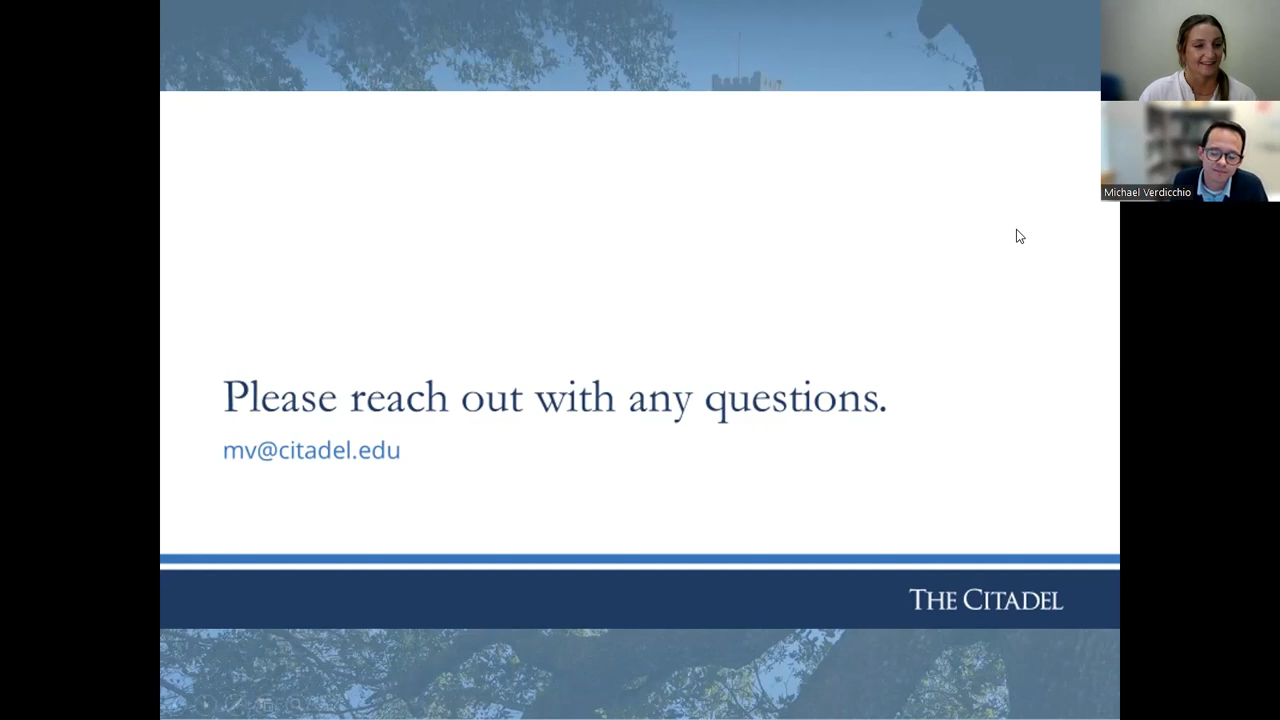 Michael Verdicchio
Please reach out with any questions.
mv@citadel.edu
THE CITADEL